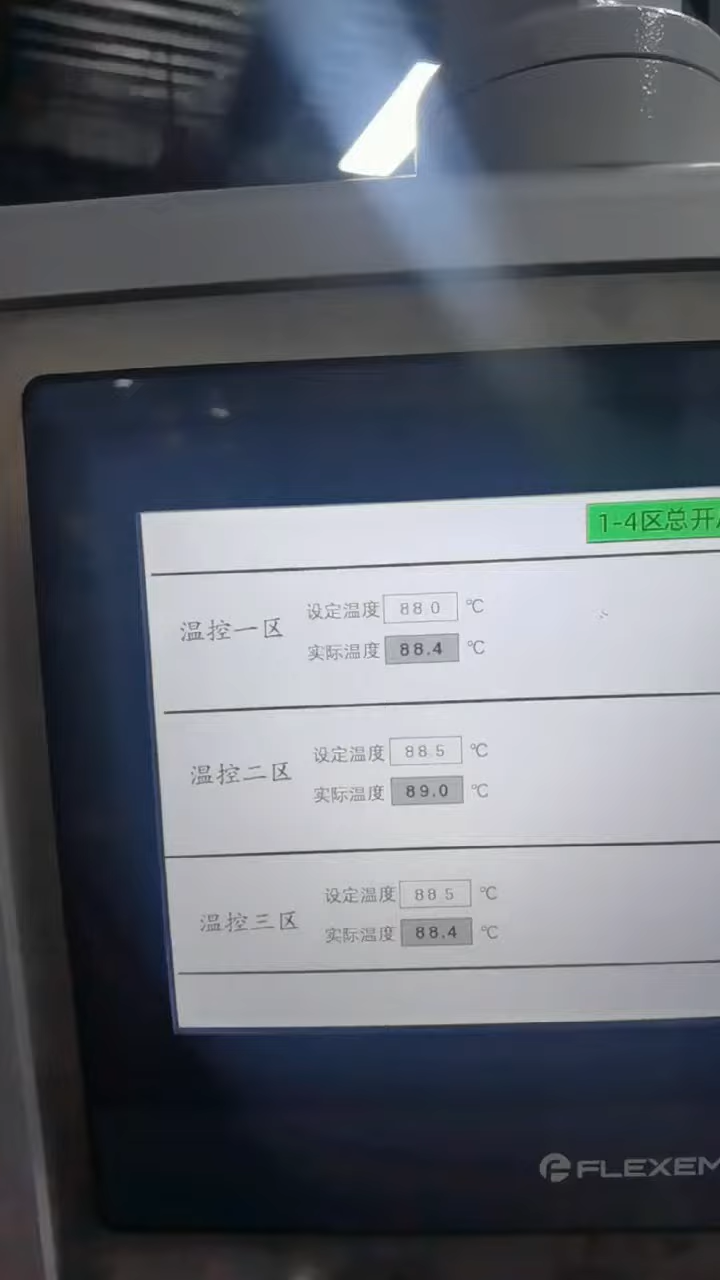 1-4区总开
温控一区
设定温度 88.0 ℃
实际温度 88.4 ℃
温控二区
设定温度 88.5 ℃
实际温度 89.0 ℃
温控三区
设定温度 88.5 ℃
实际温度 88.4 ℃
FLEXEM